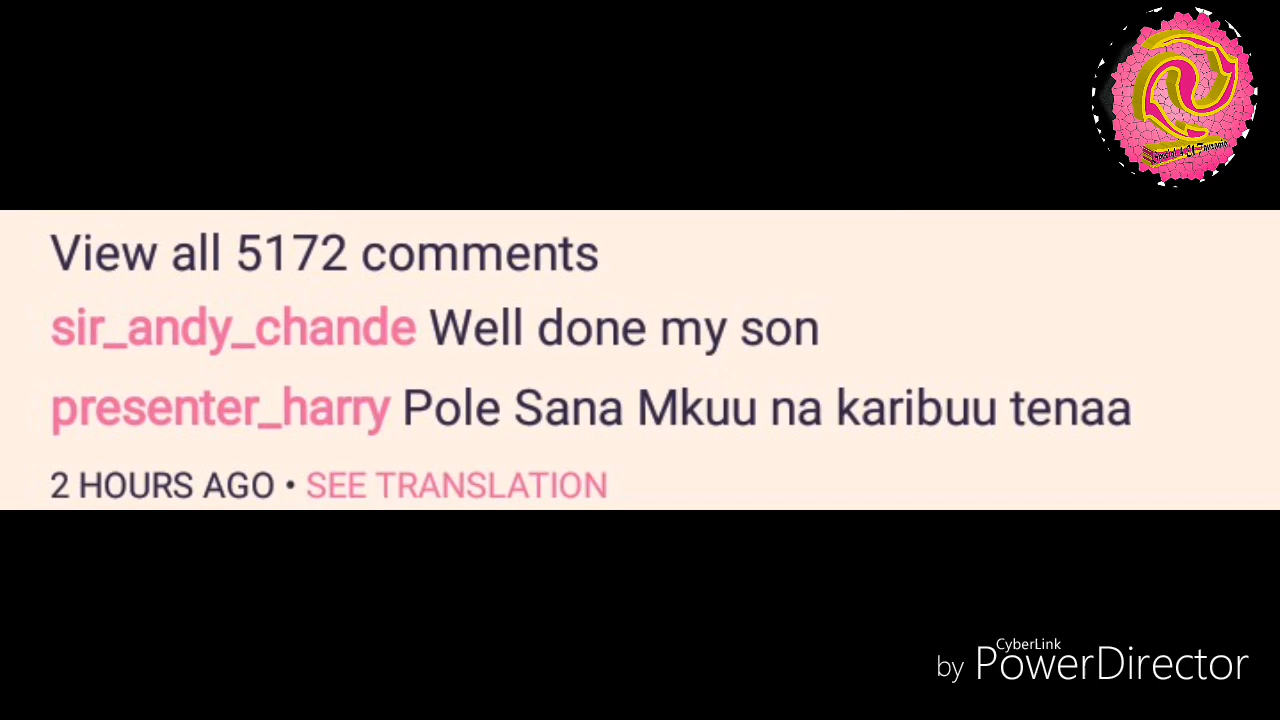 View all 5172 comments
sir_andy_chande Well done my son
presenter_harry Pole Sana Mkuu na karibuu tenaa
2 HOURS AGO • SEE TRANSLATION
CyberLink
by PowerDirector